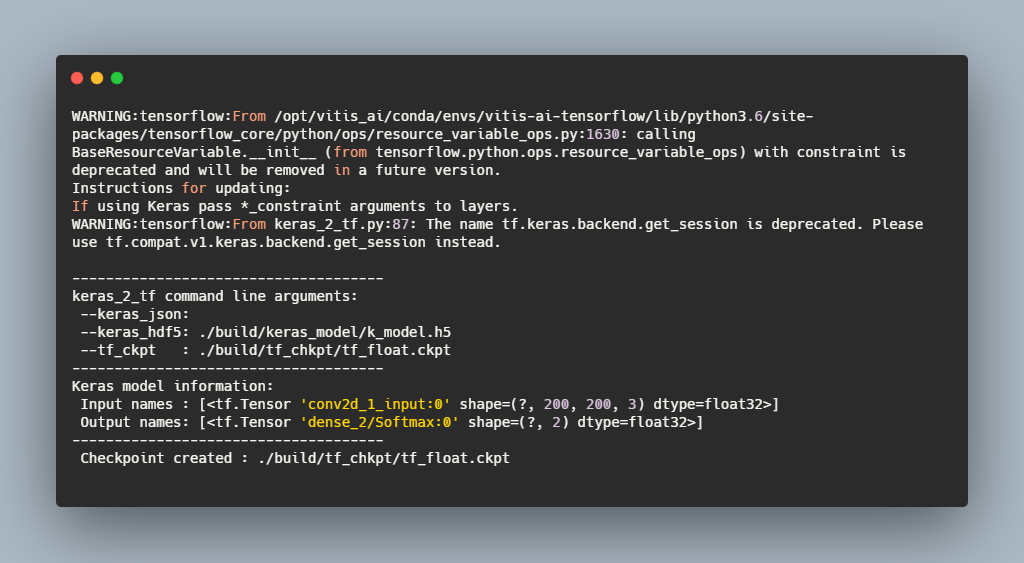 WARNING:tensorflow:From /opt/vitis_ai/conda/envs/vitis-ai-tensorflow/lib/python3.6/site-
packages/tensorflow_core/python/ops/resource_variable_ops.py:1630: calling
BaseResourceVariable.__init__ (from tensorflow.python.ops.resource_variable_ops) with constraint is
deprecated and will be removed in a future version.
Instructions for updating:
If using Keras pass *_constraint arguments to layers.
WARNING:tensorflow:From keras_2_tf.py:87: The name tf.keras.backend.get_session is deprecated. Please
use tf.compat.v1.keras.backend.get_session instead.

-------------------------------------
keras_2_tf command line arguments:
 --keras_json:
 --keras_hdf5: ./build/keras_model/k_model.h5
 --tf_ckpt   : ./build/tf_chkpt/tf_float.ckpt
-------------------------------------
Keras model information:
 Input names : [<tf.Tensor 'conv2d_1_input:0' shape=(?, 200, 200, 3) dtype=float32>]
 Output names: [<tf.Tensor 'dense_2/Softmax:0' shape=(?, 2) dtype=float32>]
-------------------------------------
 Checkpoint created : ./build/tf_chkpt/tf_float.ckpt